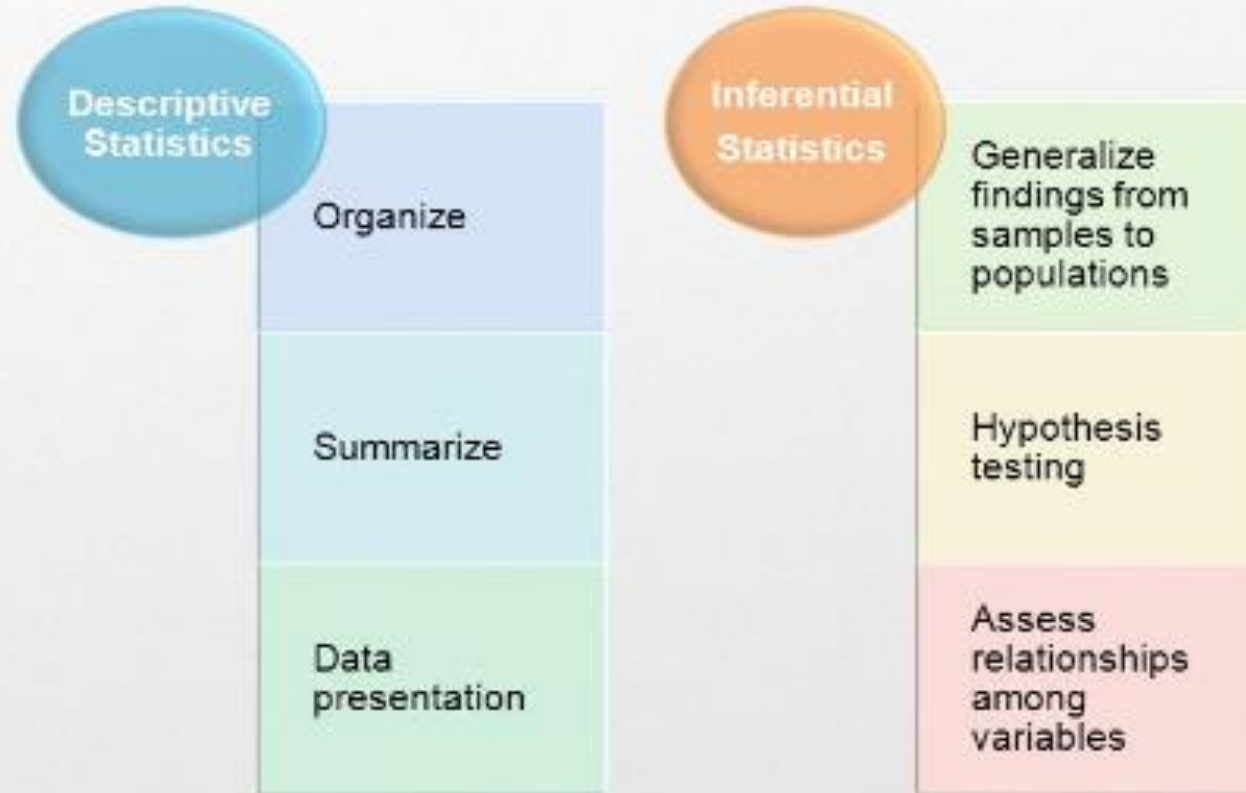 Descriptive
Statistics
Organize
Summarize
Data
presentation
Inferential
Statistics
Generalize
findings from
samples to
populations
Hypothesis
testing
Assess
relationships
among
variables